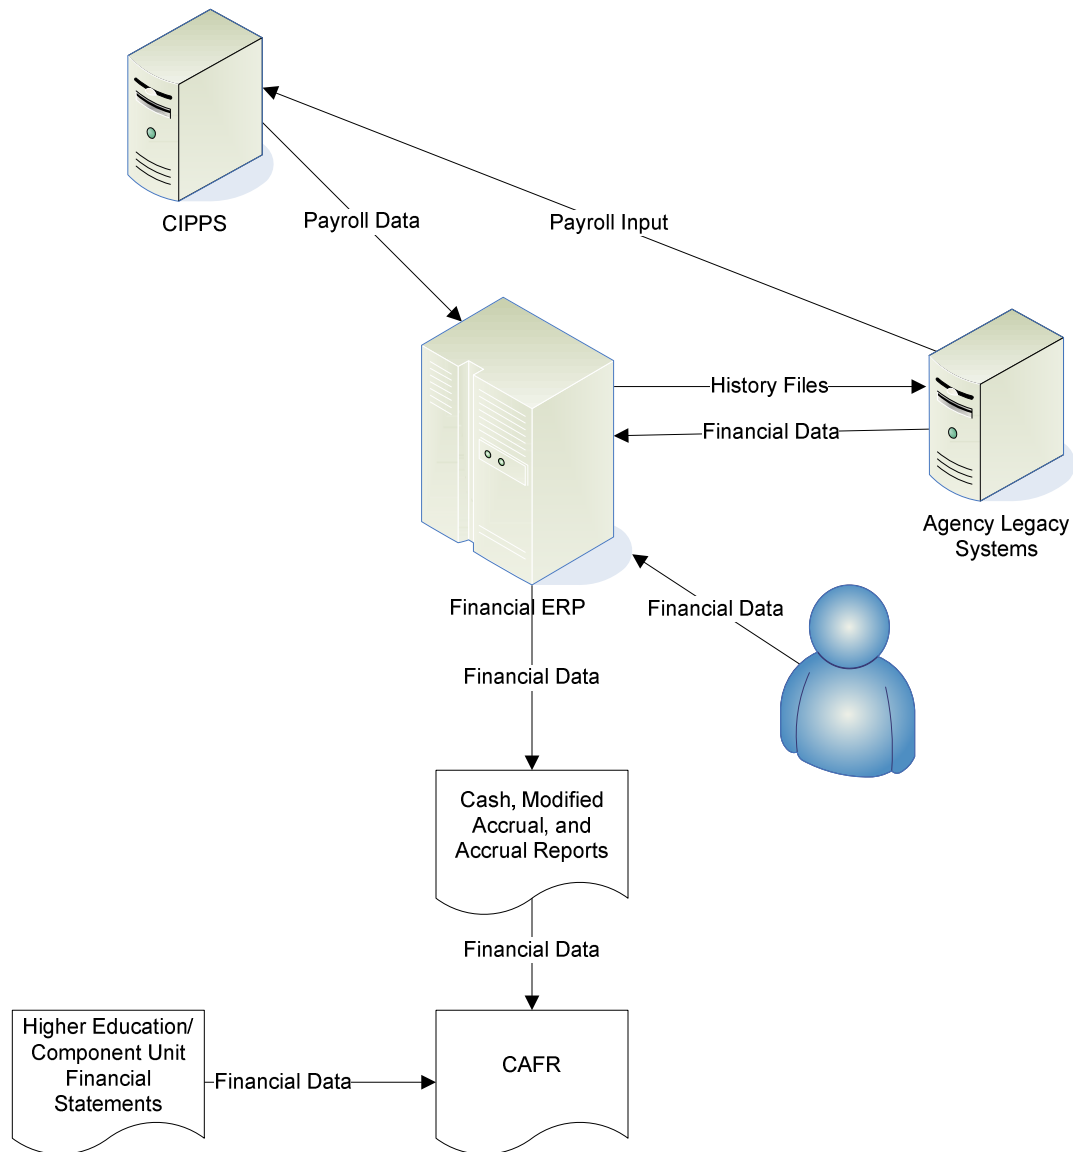 CIPPS
Payroll Data
Payroll Input
History Files
Financial Data
Agency Legacy
Systems
Financial ERP
Financial Data
Financial Data
Cash, Modified
Accrual, and
Accrual Reports
Financial Data
Higher Education/
Component Unit
Financial
Statements
Financial Data
CAFR